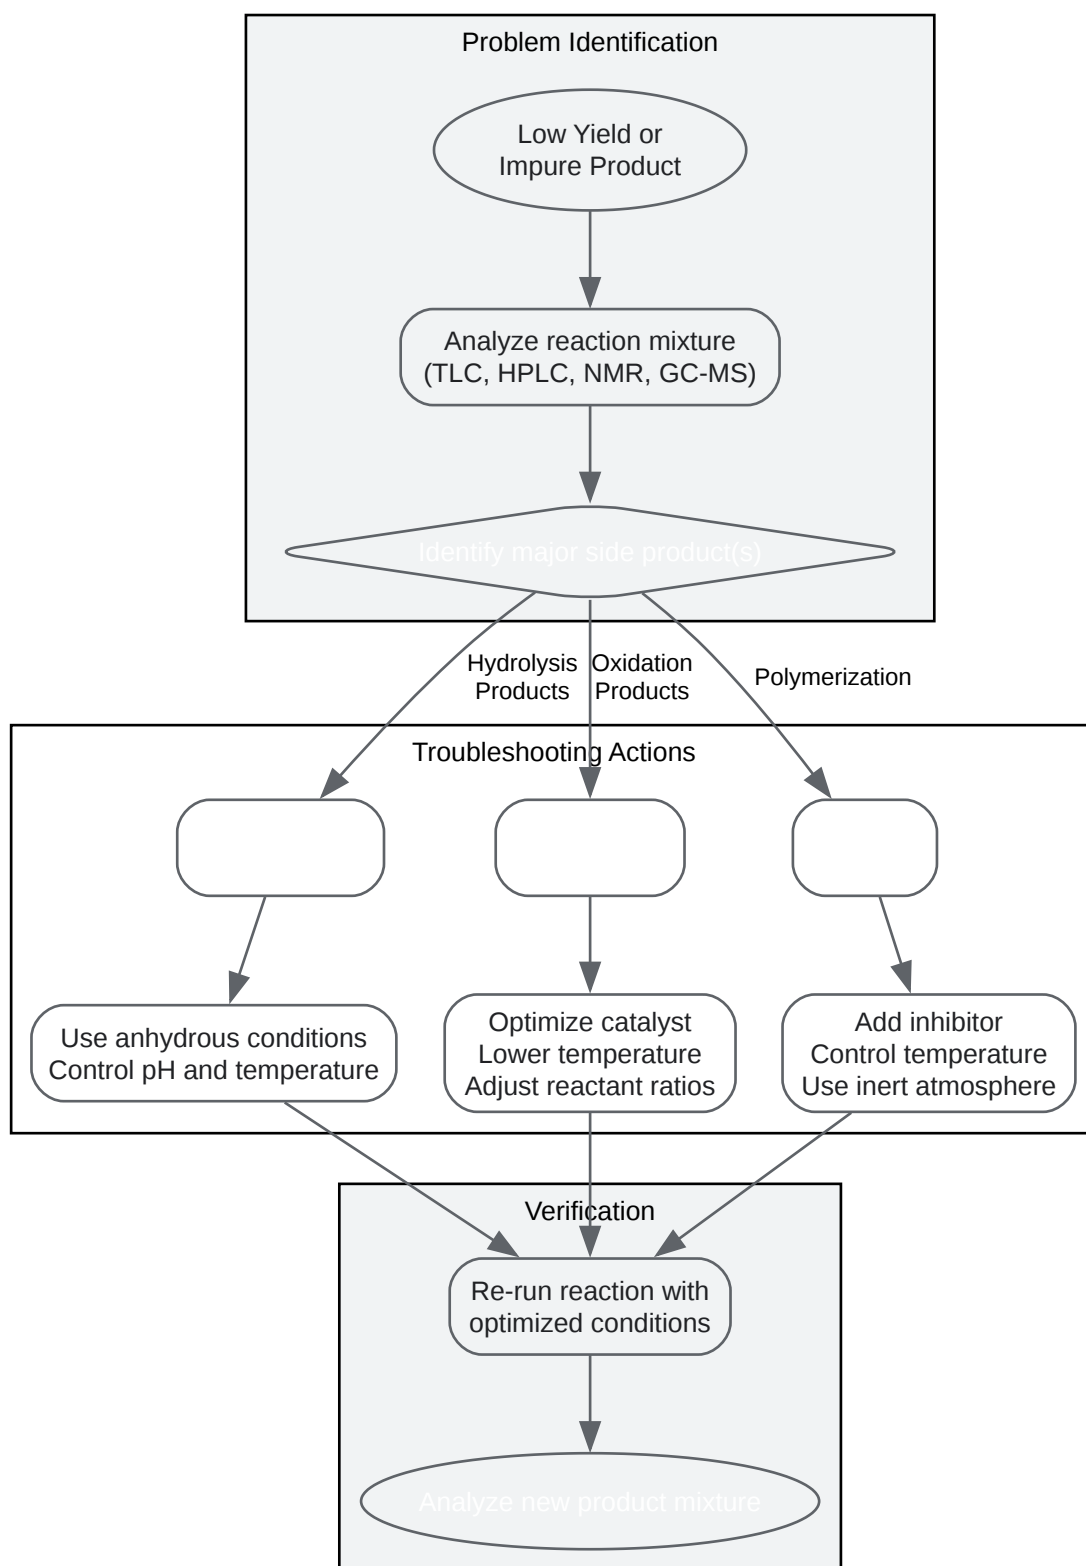 Problem Identification
Low Yield or
Impure Product
Analyze reaction mixture
(TLC, HPLC, NMR, GC-MS)
Identify major side product(s)
Hydrolysis
Products
Oxidation
Products
Polymerization
Troubleshooting Actions
Use anhydrous conditions
Control pH and temperature
Optimize catalyst
Lower temperature
Adjust reactant ratios
Add inhibitor
Control temperature
Use inert atmosphere
Verification
Re-run reaction with
optimized conditions
Analyze new product mixture